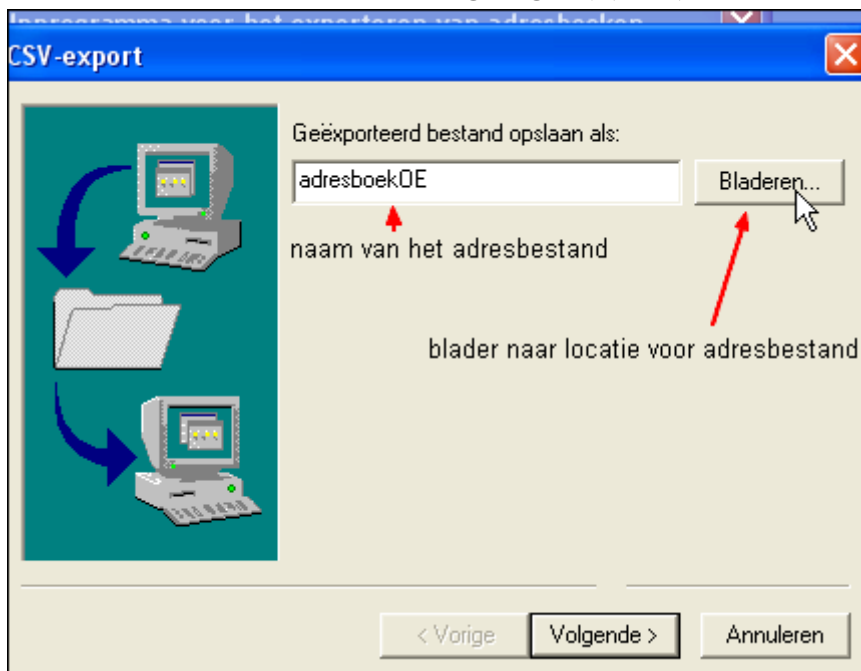 CSV-export
Geëxporteerd bestand opslaan als:
adresboekOE
Bladeren...
naam van het adresbestand
blader naar locatie voor adresbestand
< Vorige
Volgende >
Annuleren